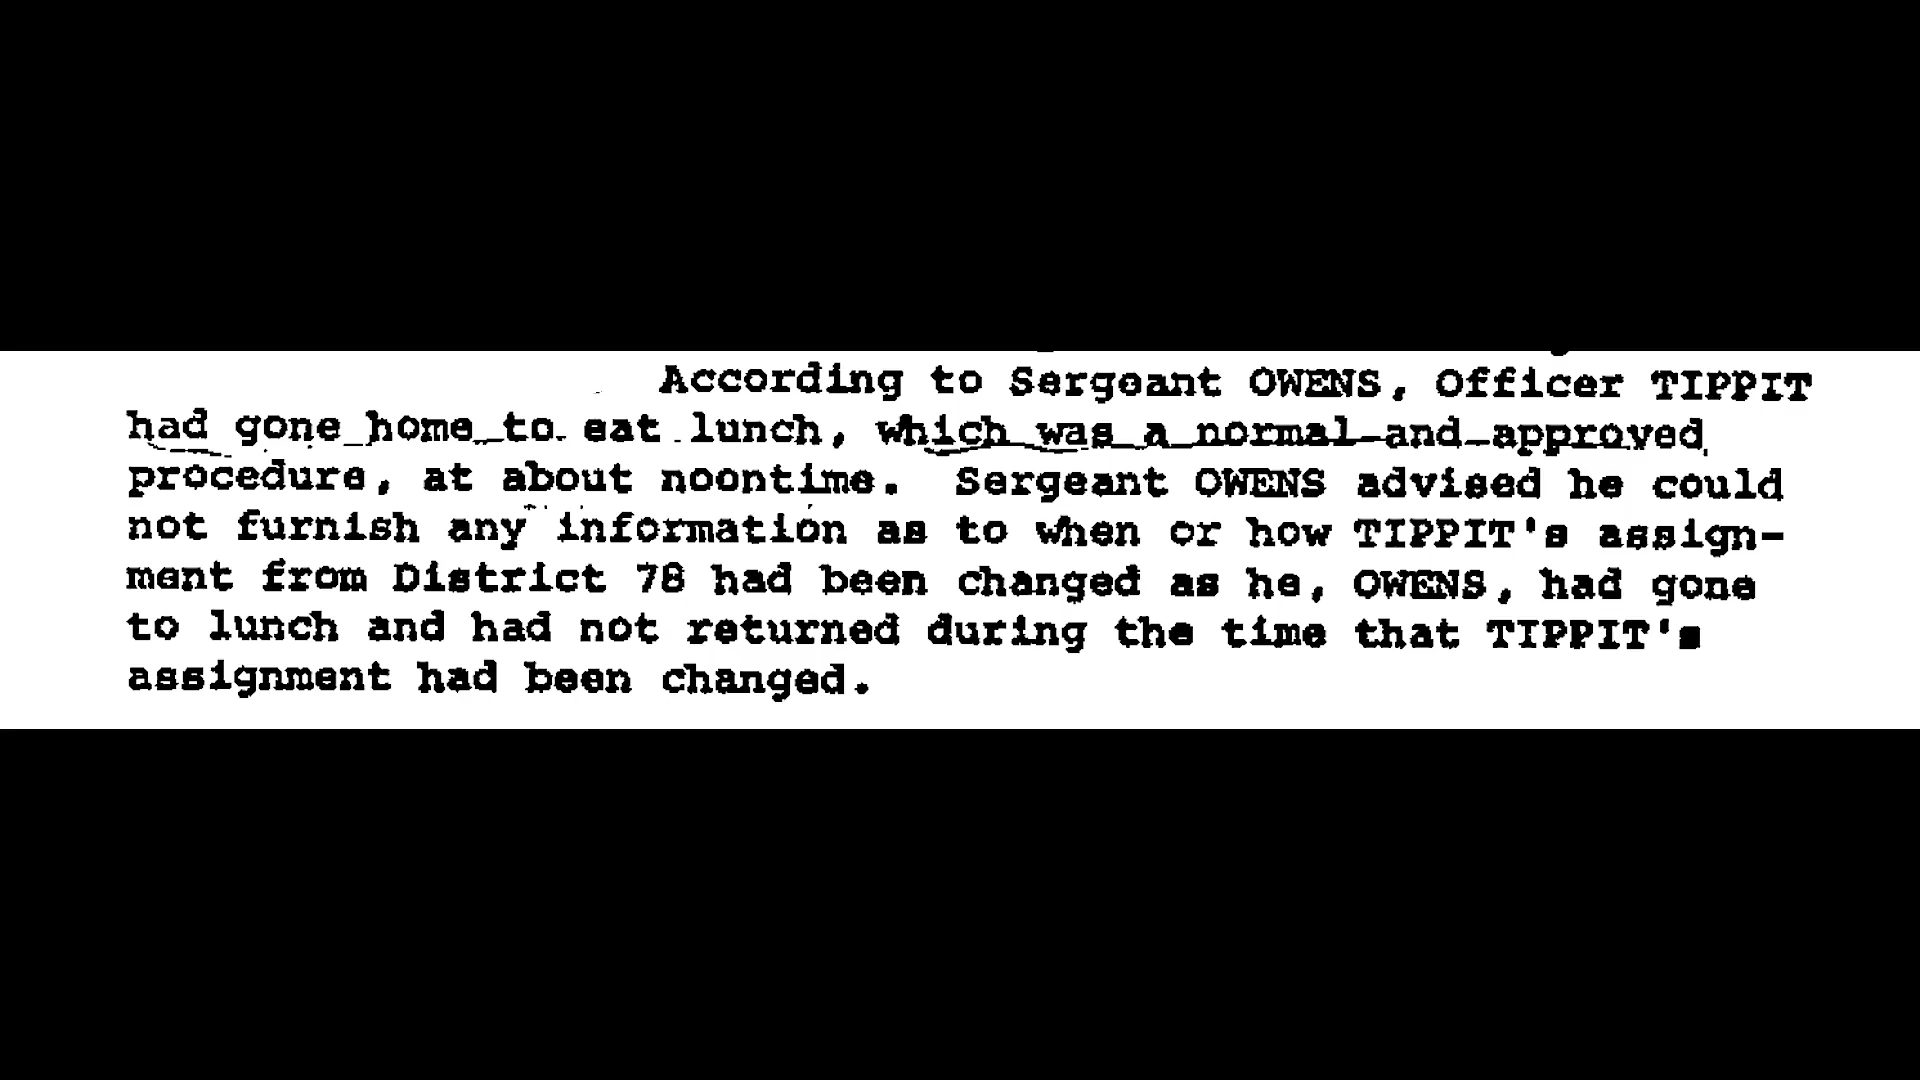 According to Sergeant OWENS, Officer TIPPIT
had gone home to eat lunch, which was a normal and approved
procedure, at about noontime. Sergeant OWENS advised he could
not furnish any information as to when or how TIPPIT's assign-
ment from District 78 had been changed as he, OWENS, had gone
to lunch and had not returned during the time that TIPPIT's
assignment had been changed.